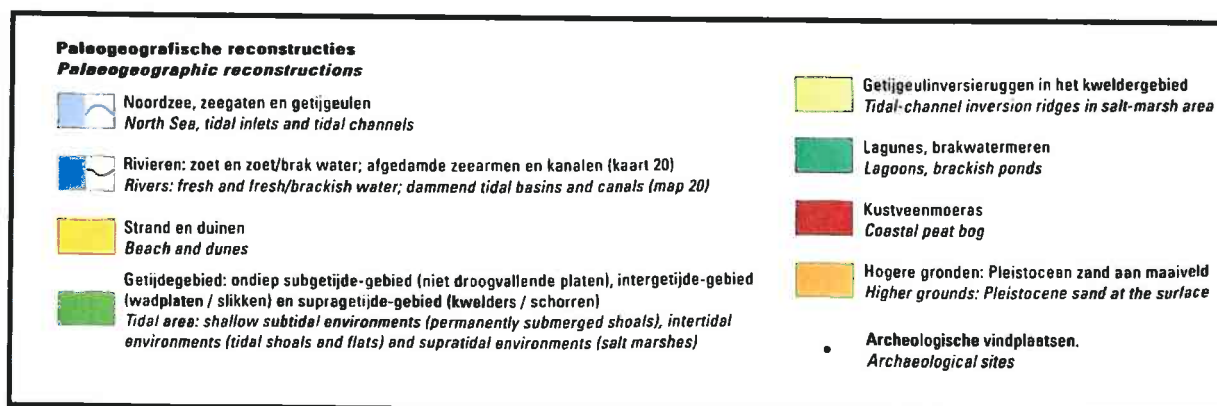 Palaeogeografische reconstructies
Palaeogeographic reconstructions
Noordzee, zeegaten en getijgeulen
North Sea, tidal inlets and tidal channels
Rivieren: zoet en zoet/brak water; afgedamde zeearmen en kanalen (kaart 20)
Rivers: fresh and fresh/brackish water; dammend tidal basins and canals (map 20)
Strand en duinen
Beach and dunes
Getijdegebied: ondiep subgetijde-gebied (niet droogvallende platen), intergetijde-gebied
(wadplaten / slikken) en supragetijde-gebied (kwelders / schorren)
Tidal area: shallow subtidal environments (permanently submerged shoals), intertidal
environments (tidal shoals and flats) and supratidal environments (salt marshes)
Getijgeulinversieruggen in het kweldergebied
Tidal-channel inversion ridges in salt-marsh area
Lagunes, brakwatermeren
Lagoons, brackish ponds
Kustveenmoeras
Coastal peat bog
Hogere gronden: Pleistoceen zand aan maaiveld
Higher grounds: Pleistocene sand at the surface
Archeologische vindplaatsen.
Archaeological sites